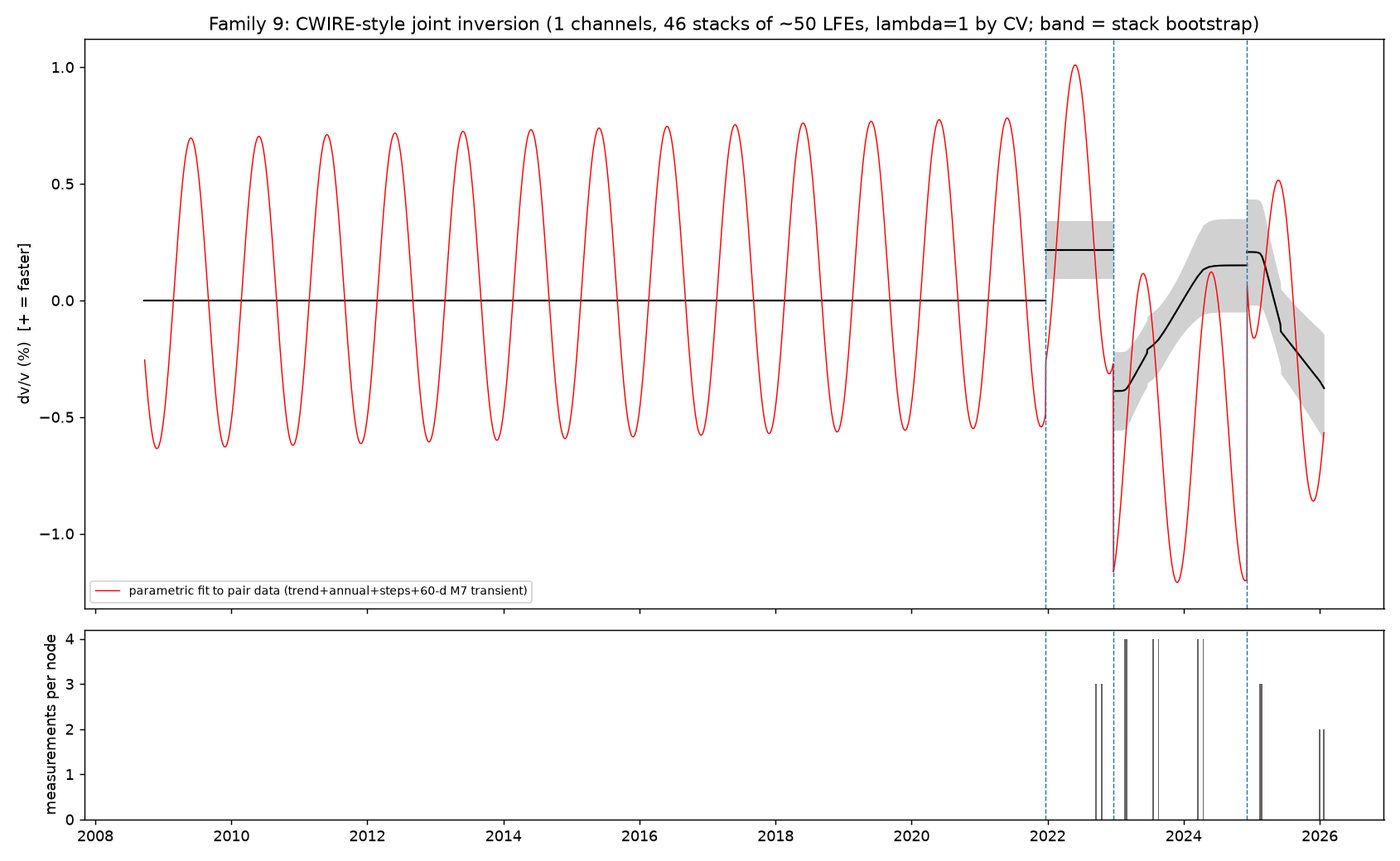 Family 9: CWIRE-style joint inversion (1 channels, 46 stacks of ~50 LFEs, lambda=1 by CV; band = stack bootstrap)
dv/v (%) [+ = faster]
1.0
0.5
0.0
−0.5
−1.0
parametric fit to pair data (trend+annual+steps+60-d M7 transient)
measurements per node
4
3
2
1
0
2008 2010 2012 2014 2016 2018 2020 2022 2024 2026